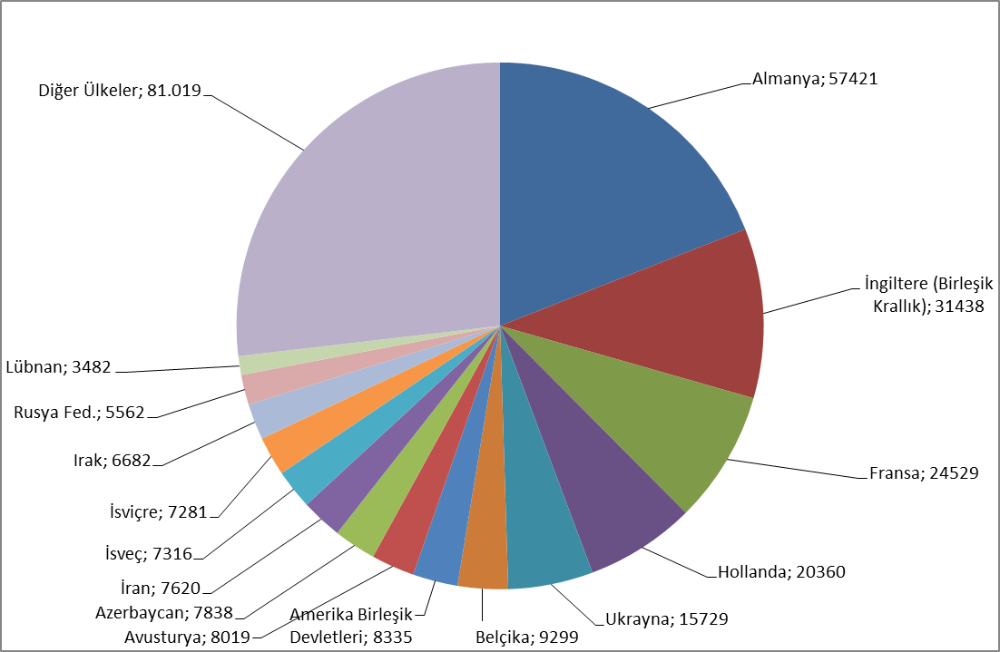 Diğer Ülkeler; 81.019
Almanya; 57421
İngiltere (Birleşik
Krallık); 31438
Fransa; 24529
Hollanda; 20360
Ukrayna; 15729
Belçika; 9299
Amerika Birleşik
Devletleri; 8335
Avusturya; 8019
Azerbaycan; 7838
İran; 7620
İsveç; 7316
İsviçre; 7281
Irak; 6682
Rusya Fed.; 5562
Lübnan; 3482